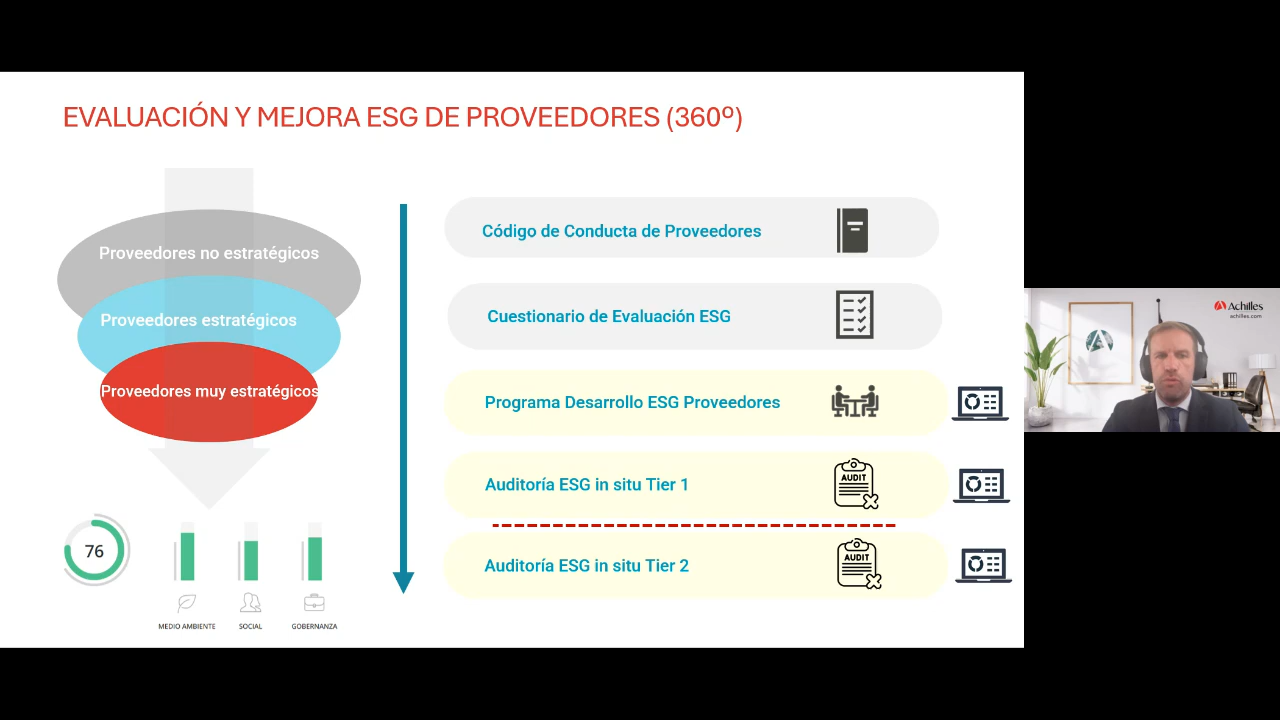 EVALUACIÓN Y MEJORA ESG DE PROVEEDORES (360º)
Proveedores no estratégicos
Proveedores estratégicos
Proveedores muy estratégicos
76
MEDIO AMBIENTE
SOCIAL
GOBERNANZA
Código de Conducta de Proveedores
Cuestionario de Evaluación ESG
Programa Desarrollo ESG Proveedores
Auditoría ESG in situ Tier 1
AUDIT
Auditoría ESG in situ Tier 2
AUDIT
Achilles
achilles.com